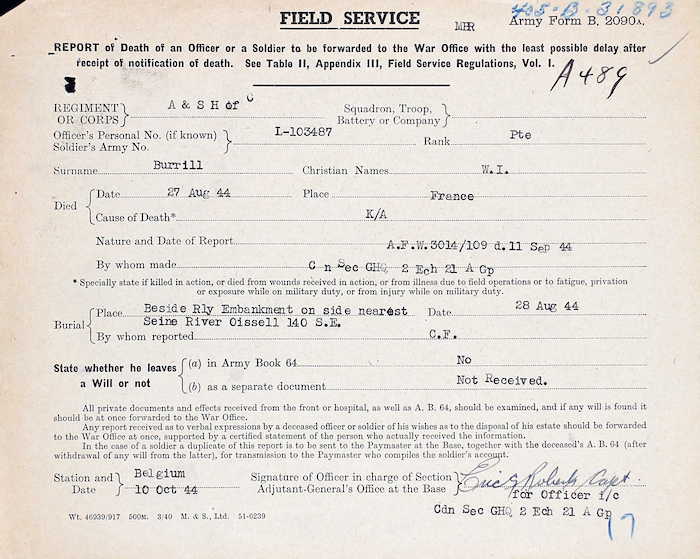 405-B-31893
FIELD SERVICE
MHR
Army Form B, 2090A.
REPORT of Death of an Officer or a Soldier to be forwarded to the War Office with the least possible delay after
receipt of notification of death. See Table II, Appendix III, Field Service Regulations, Vol. I.
A489
REGIMENT OR CORPS} A & S H of C
Squadron, Troop, Battery or Company}
Officer's Personal No. (if known) Soldier's Army No.} L-103487
Rank Pte
Surname Burrill
Christian Names W.I.
Died {Date 27 Aug 44 Place France
Cause of Death* K/A
Nature and Date of Report A.F.W.3014/109 d.11 Sep 44
By whom made C n Sec GHQ 2 Ech 21 A Gp
* Specially state if killed in action, or died from wounds received in action, or from illness due to field operations or to fatigue, privation
or exposure while on military duty, or from injury while on military duty.
Burial {Place Beside Rly Embankment on side nearest Date 28 Aug 44
Seine River Oissell 140 S.E.
By whom reported C.F.
State whether he leaves a Will or not {(a) in Army Book 64 No
(b) as a separate document Not Received.
All private documents and effects received from the front or hospital, as well as A. B. 64, should be examined, and if any will is found it
should be at once forwarded to the War Office.
Any report received as to verbal expressions by a deceased officer or soldier of his wishes as to the disposal of his estate should be forwarded
to the War Office at once, supported by a certified statement of the person who actually received the information.
In the case of a soldier a duplicate of this report is to be sent to the Paymaster at the Base, together with the deceased's A. B. 64 (after
withdrawal of any will from the latter), for transmission to the Paymaster who compiles the soldier's account.
Station and Date} Belgium
10 Oct 44
Signature of Officer in charge of Section Adjutant-General's Office at the Base} Eric G Roberts Capt.
for Officer i/c
Cdn Sec GHQ 2 Ech 21 A Gp
17
Wt. 46939/917 500M. 3/40 M. & S., Ltd. 51-6239